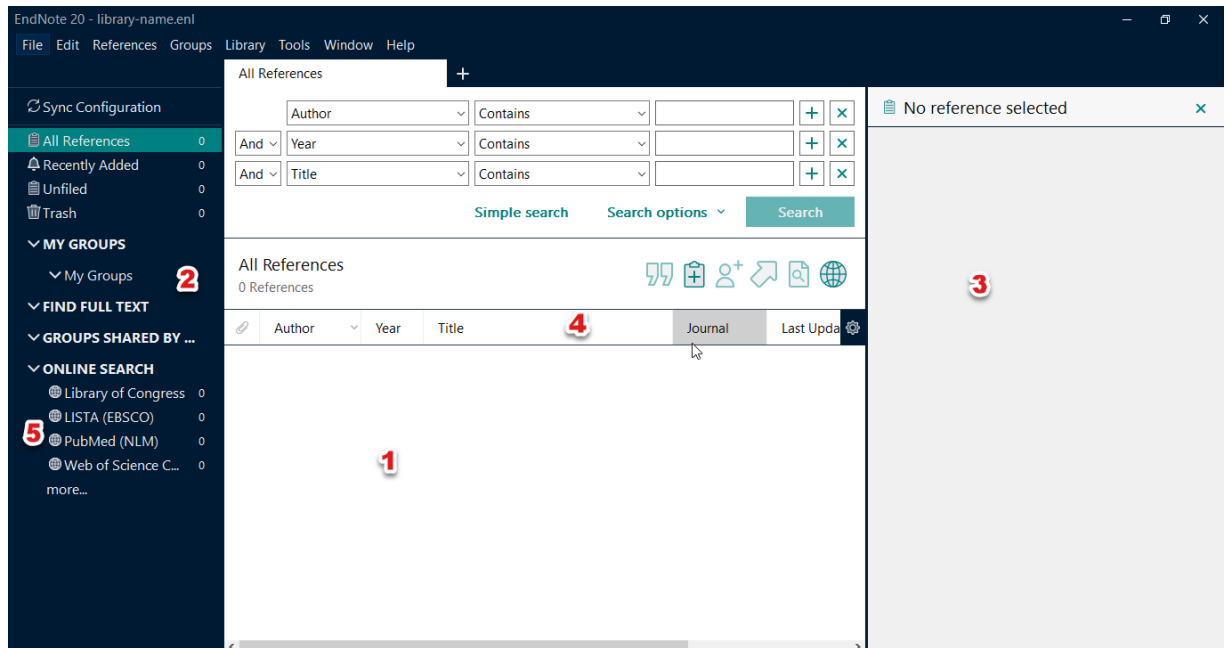 EndNote 20 - library-name.enl
File Edit References Groups Library Tools Window Help
All References +
Sync Configuration
All References 0
Recently Added 0
Unfiled 0
Trash 0
MY GROUPS
My Groups 2
FIND FULL TEXT
GROUPS SHARED BY ...
ONLINE SEARCH
Library of Congress 0
LISTA (EBSCO) 0
5
PubMed (NLM) 0
Web of Science C... 0
more...
Author Contains
And Year Contains
And Title Contains
Simple search Search options Search
All References
0 References
Author Year Title 4 Journal Last Upda
1
No reference selected
3